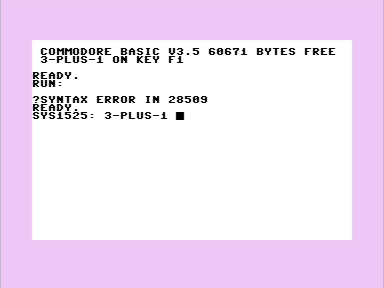 COMMODORE BASIC V3.5 60671 BYTES FREE
3-PLUS-1 ON KEY F1
READY.
RUN:
?SYNTAX ERROR IN 28509
READY.
SYS1525: 3-PLUS-1